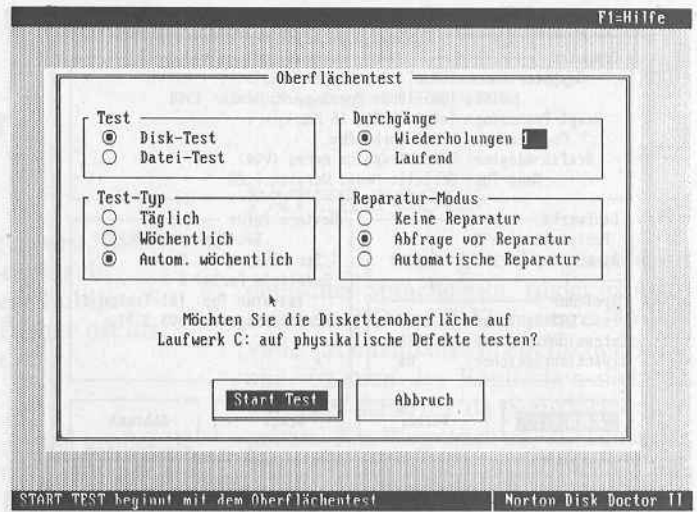 F1=Hilfe
Oberflächentest
Test
Disk-Test
Datei-Test
Durchgänge
Wiederholungen 1
Laufend
Test-Typ
Täglich
Wöchentlich
Autom. wöchentlich
Reparatur-Modus
Keine Reparatur
Abfrage vor Reparatur
Automatische Reparatur
Möchten Sie die Diskettenoberfläche auf
Laufwerk C: auf physikalische Defekte testen?
Start Test
Abbruch
START TEST beginnt mit dem Oberflächentest
Norton Disk Doctor II